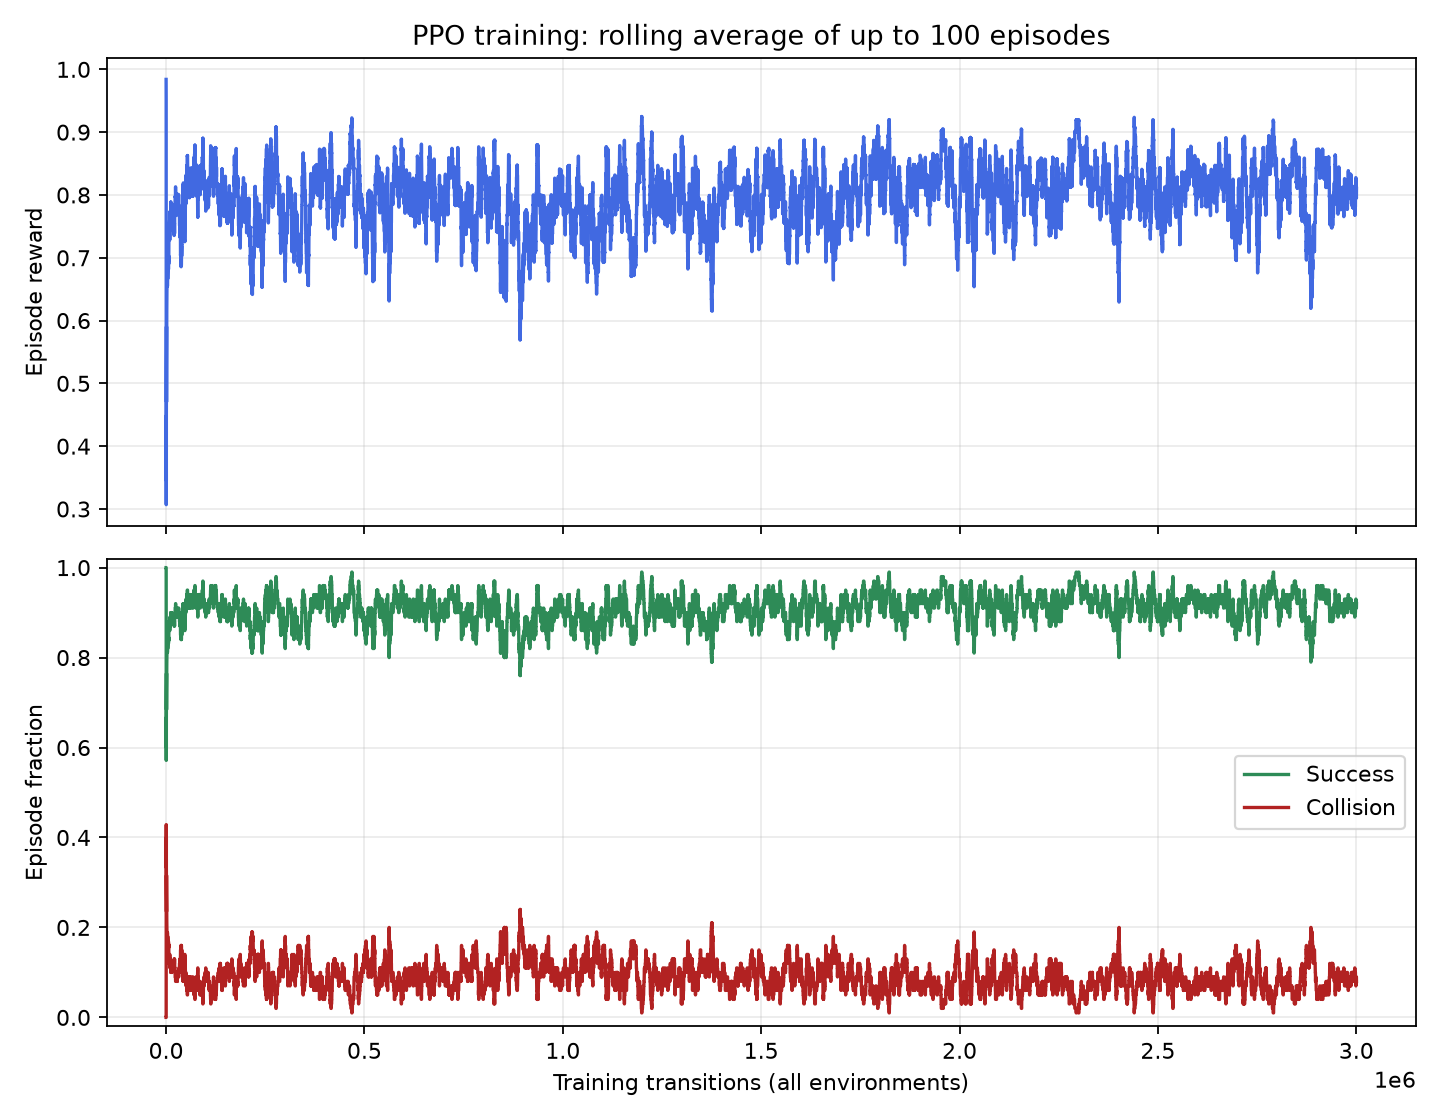 PPO training: rolling average of up to 100 episodes
1.0
0.9
0.8
0.7
0.6
0.5
0.4
0.3
Episode reward
1.0
0.8
0.6
0.4
0.2
0.0
Episode fraction
Success
Collision
0.0 0.5 1.0 1.5 2.0 2.5 3.0
1e6
Training transitions (all environments)